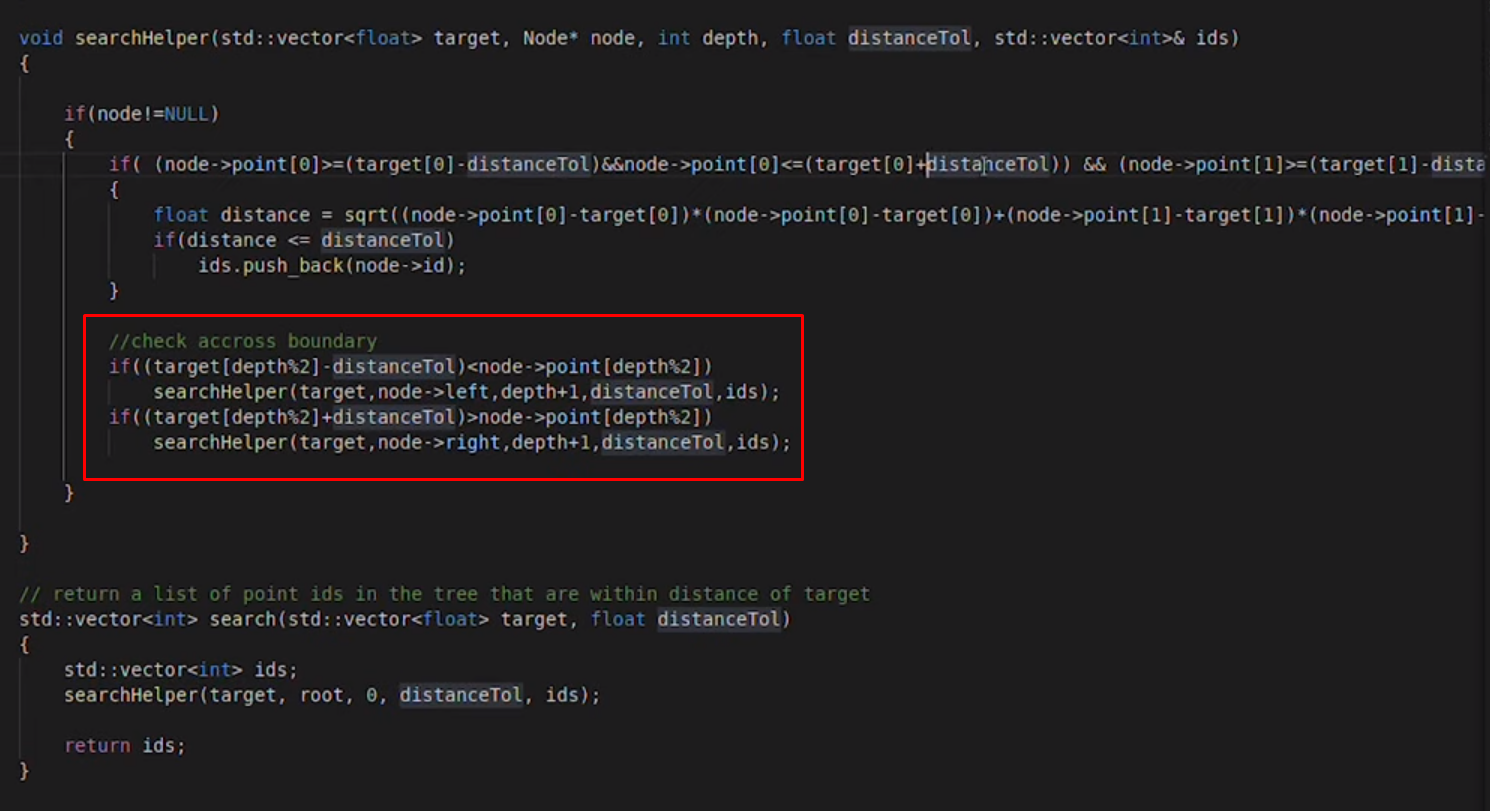 void searchHelper(std::vector<float> target, Node* node, int depth, float distanceTol, std::vector<int>& ids)
{
if(node!=NULL)
{
if( (node->point[0]>=(target[0]-distanceTol)&&node->point[0]<=(target[0]+distanceTol)) && (node->point[1]>=(target[1]-dista
{
float distance = sqrt((node->point[0]-target[0])*(node->point[0]-target[0])+(node->point[1]-target[1])*(node->point[1]-
if(distance <= distanceTol)
ids.push_back(node->id);
}
//check accross boundary
if((target[depth%2]-distanceTol)<node->point[depth%2])
searchHelper(target,node->left,depth+1,distanceTol,ids);
if((target[depth%2]+distanceTol)>node->point[depth%2])
searchHelper(target,node->right,depth+1,distanceTol,ids);
}
}
// return a list of point ids in the tree that are within distance of target
std::vector<int> search(std::vector<float> target, float distanceTol)
{
std::vector<int> ids;
searchHelper(target, root, 0, distanceTol, ids);
return ids;
}